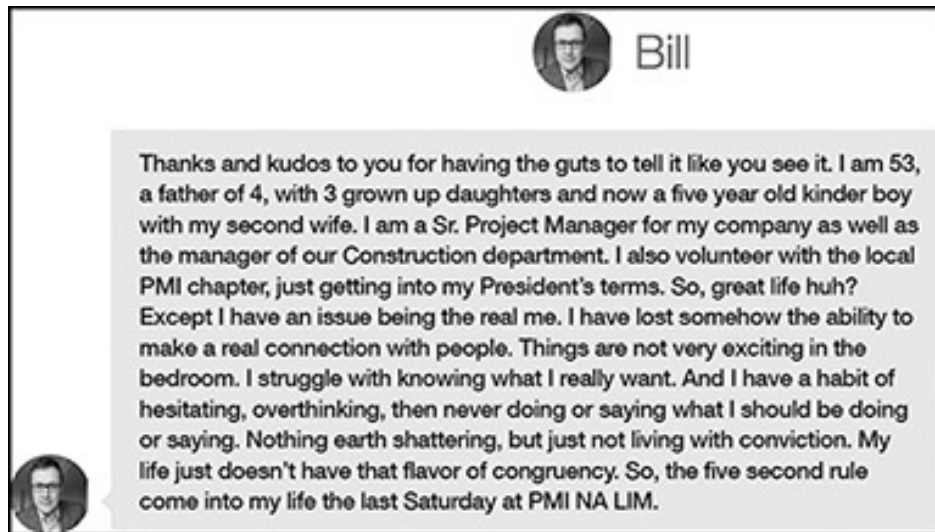 Bill
Thanks and kudos to you for having the guts to tell it like you see it. I am 53,
a father of 4, with 3 grown up daughters and now a five year old kinder boy
with my second wife. I am a Sr. Project Manager for my company as well as
the manager of our Construction department. I also volunteer with the local
PMI chapter, just getting into my President's terms. So, great life huh?
Except I have an issue being the real me. I have lost somehow the ability to
make a real connection with people. Things are not very exciting in the
bedroom. I struggle with knowing what I really want. And I have a habit of
hesitating, overthinking, then never doing or saying what I should be doing
or saying. Nothing earth shattering, but just not living with conviction. My
life just doesn't have that flavor of congruency. So, the five second rule
come into my life the last Saturday at PMI NA LIM.